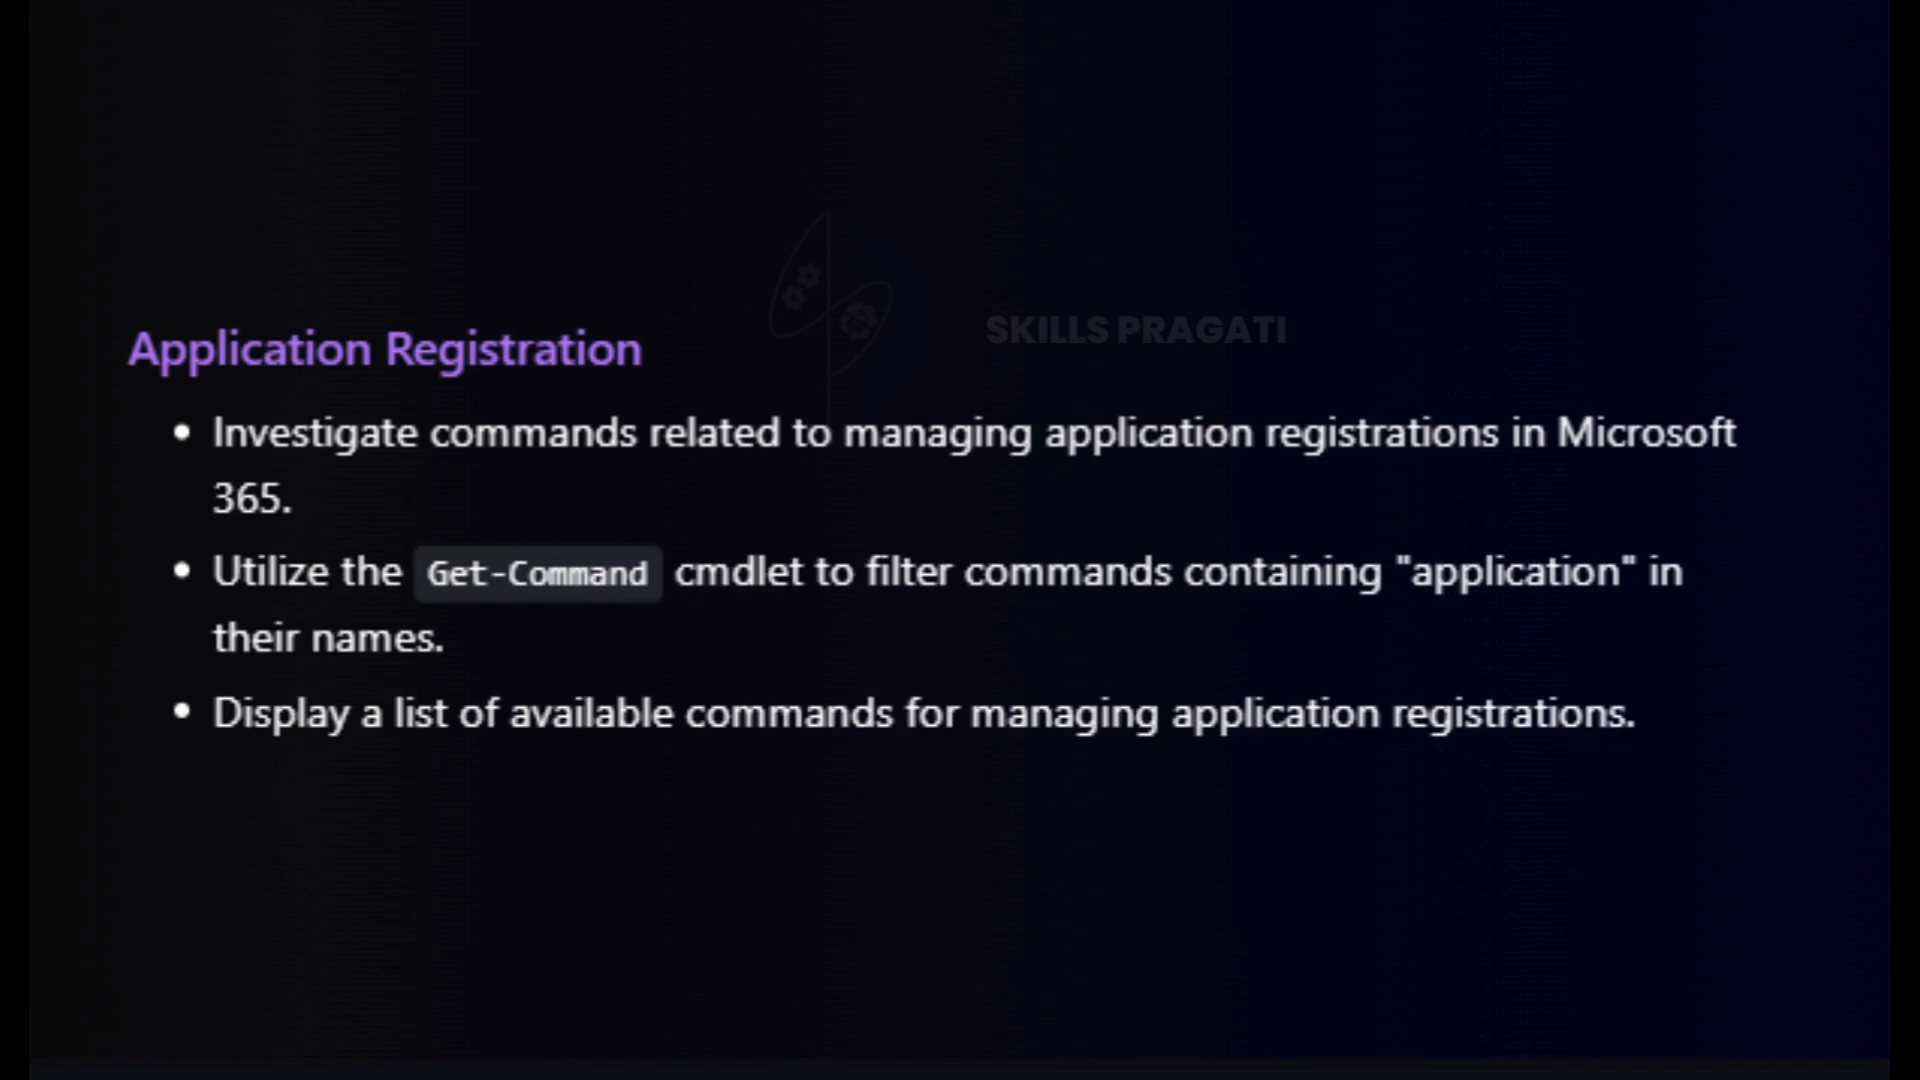 SKILLS PRAGATI
Application Registration
• Investigate commands related to managing application registrations in Microsoft
365.
• Utilize the Get-Command cmdlet to filter commands containing "application" in
their names.
• Display a list of available commands for managing application registrations.